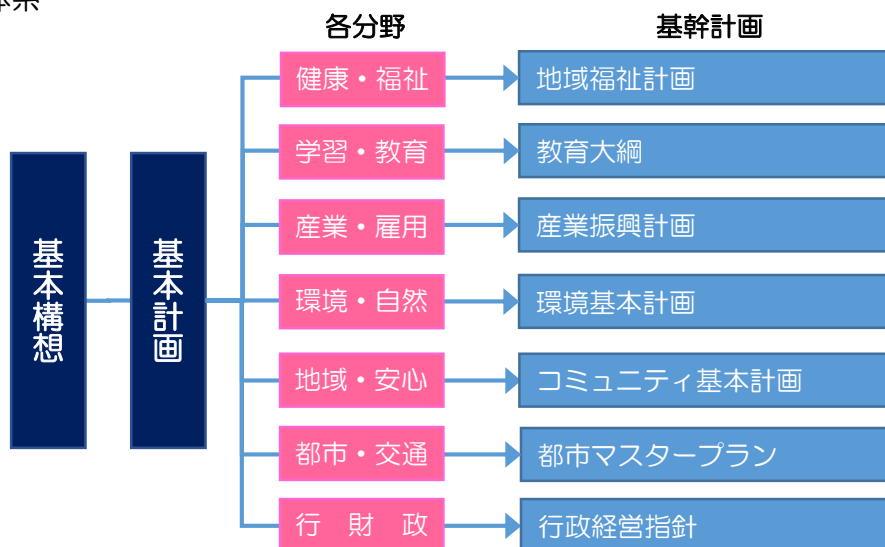 各分野 基幹計画
基本構想
基本計画
健康・福祉 地域福祉計画
学習・教育 教育大綱
産業・雇用 産業振興計画
環境・自然 環境基本計画
地域・安心 コミュニティ基本計画
都市・交通 都市マスタープラン
行 財 政 行政経営指針